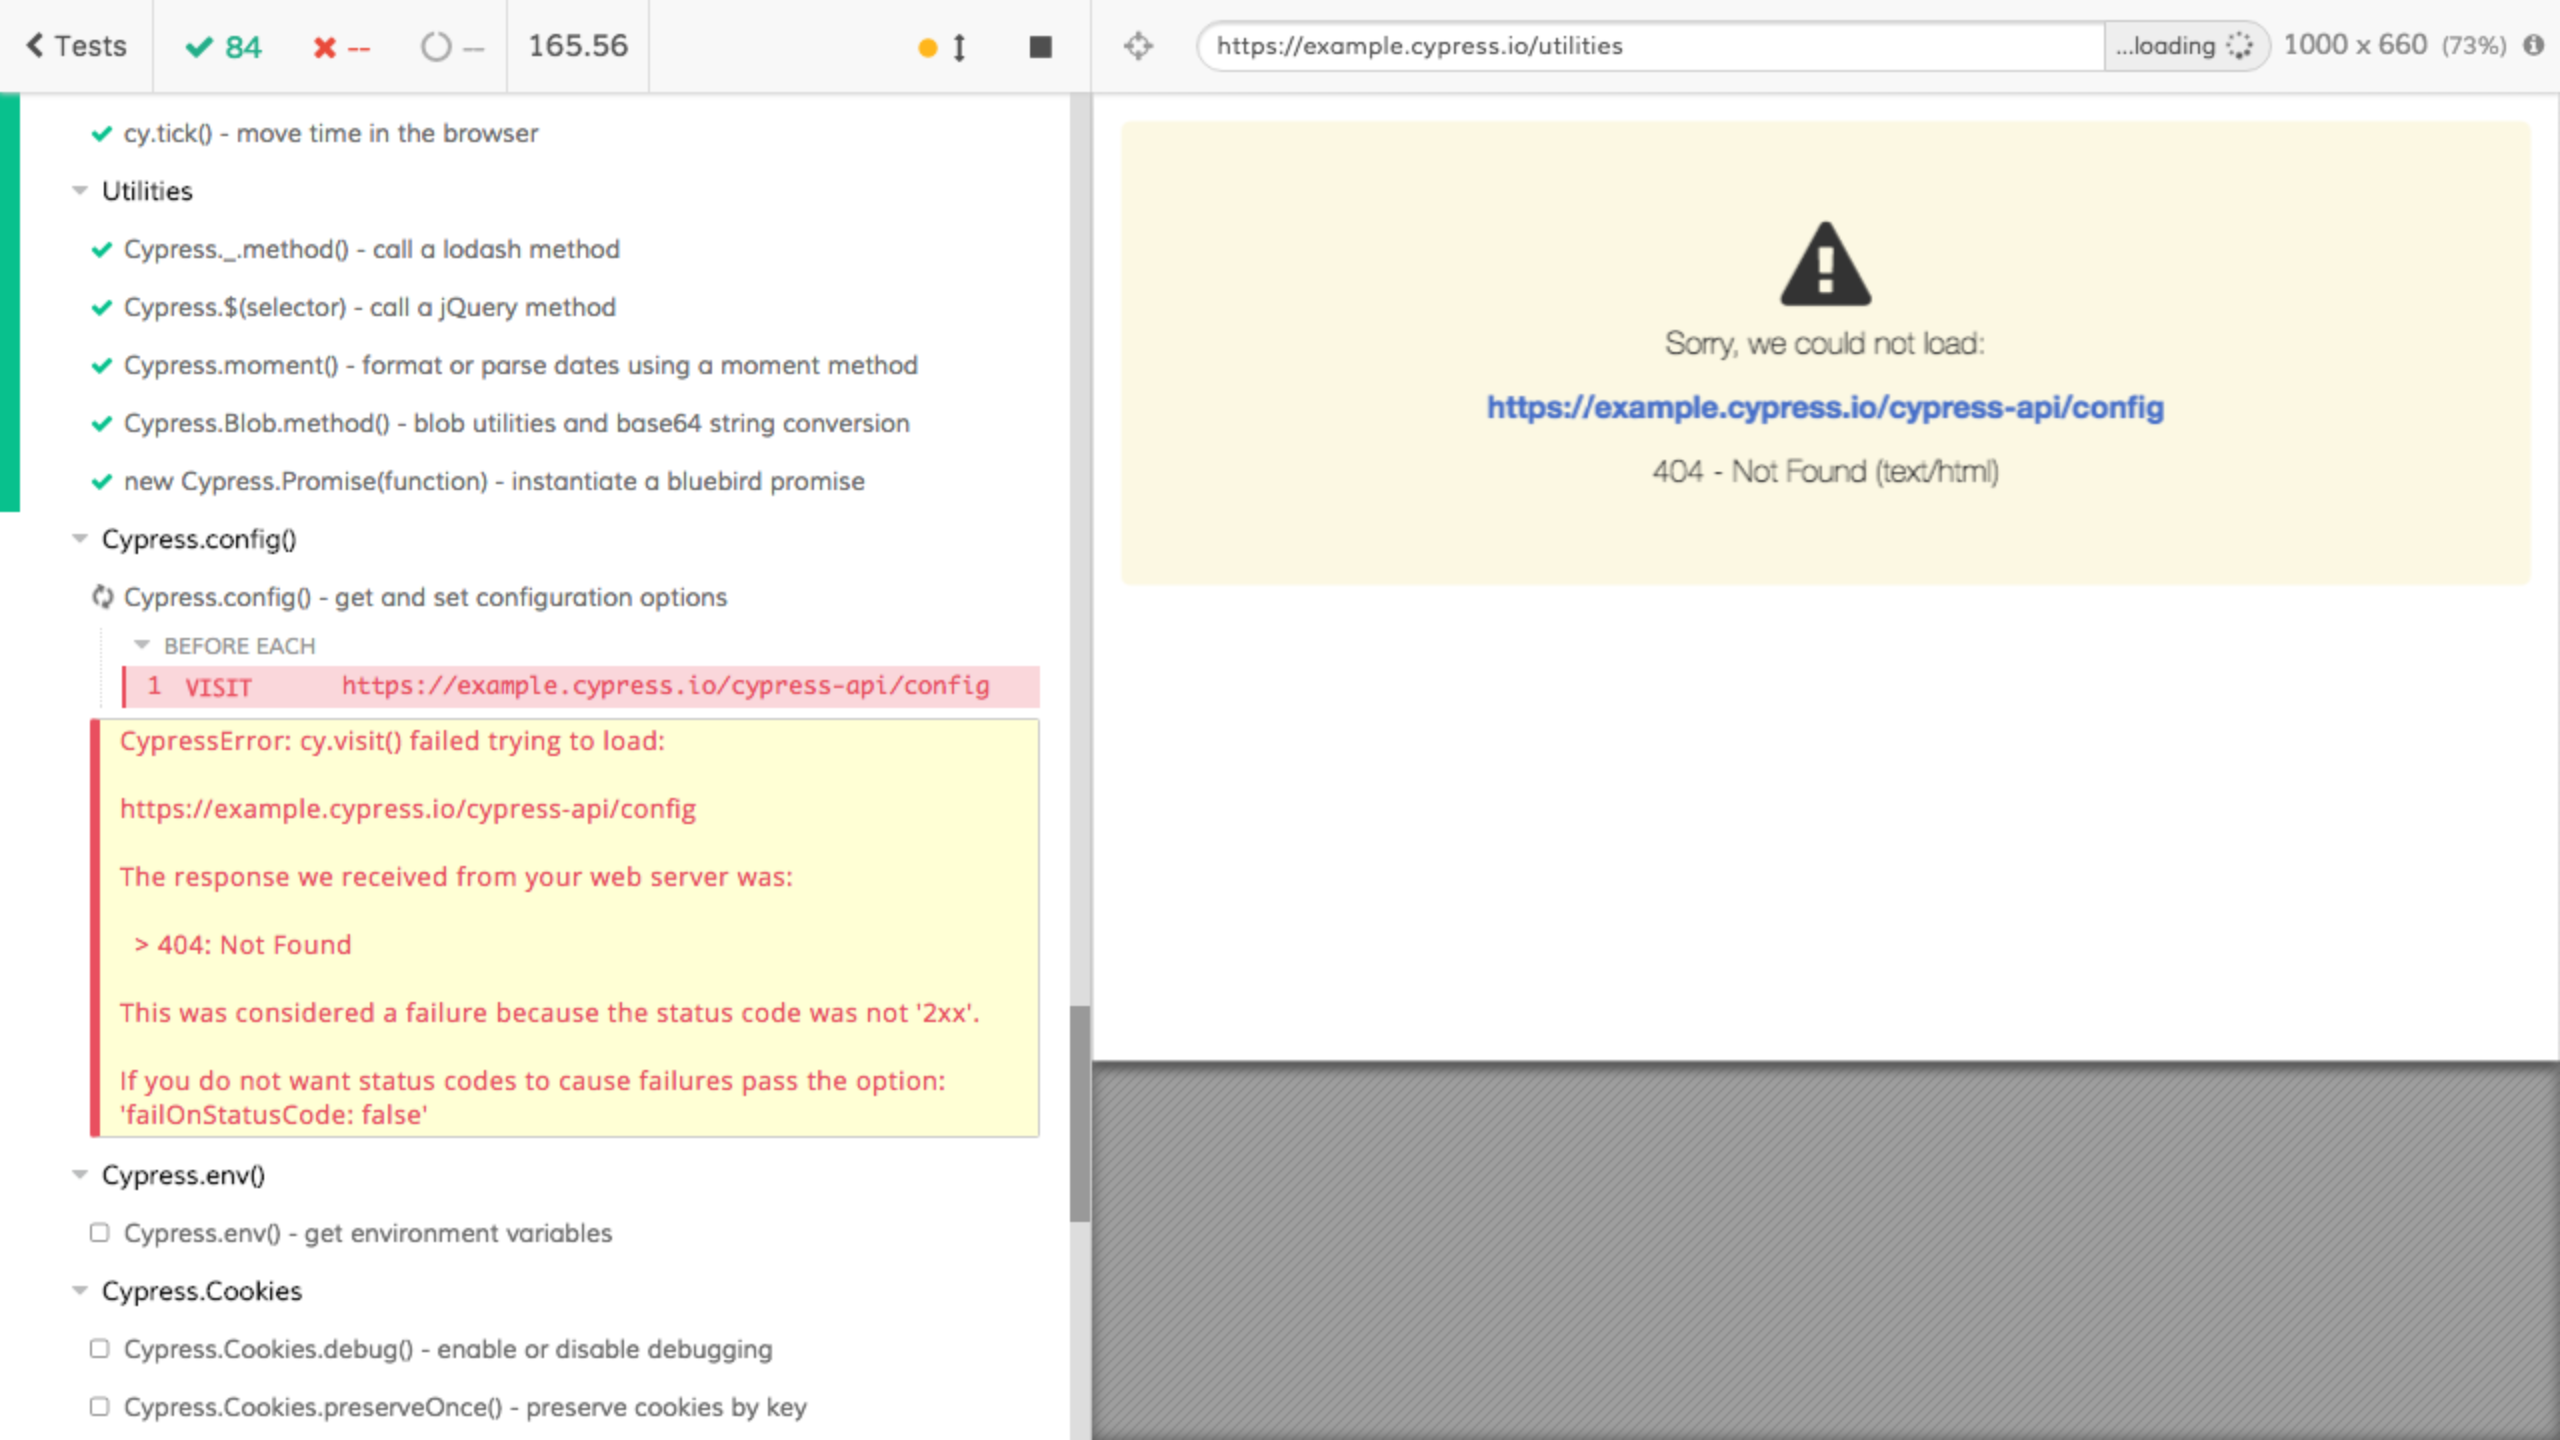 Tests
84
--
--
165.56
https://example.cypress.io/utilities
...loading
1000 x 660 (73%)
cy.tick() - move time in the browser
Utilities
Cypress._.method() - call a lodash method
Cypress.$(selector) - call a jQuery method
Cypress.moment() - format or parse dates using a moment method
Cypress.Blob.method() - blob utilities and base64 string conversion
new Cypress.Promise(function) - instantiate a bluebird promise
Cypress.config()
Cypress.config() - get and set configuration options
BEFORE EACH
1 VISIT https://example.cypress.io/cypress-api/config
CypressError: cy.visit() failed trying to load:
https://example.cypress.io/cypress-api/config
The response we received from your web server was:
> 404: Not Found
This was considered a failure because the status code was not '2xx'.
If you do not want status codes to cause failures pass the option:
'failOnStatusCode: false'
Cypress.env()
Cypress.env() - get environment variables
Cypress.Cookies
Cypress.Cookies.debug() - enable or disable debugging
Cypress.Cookies.preserveOnce() - preserve cookies by key
Sorry, we could not load:
https://example.cypress.io/cypress-api/config
404 - Not Found (text/html)